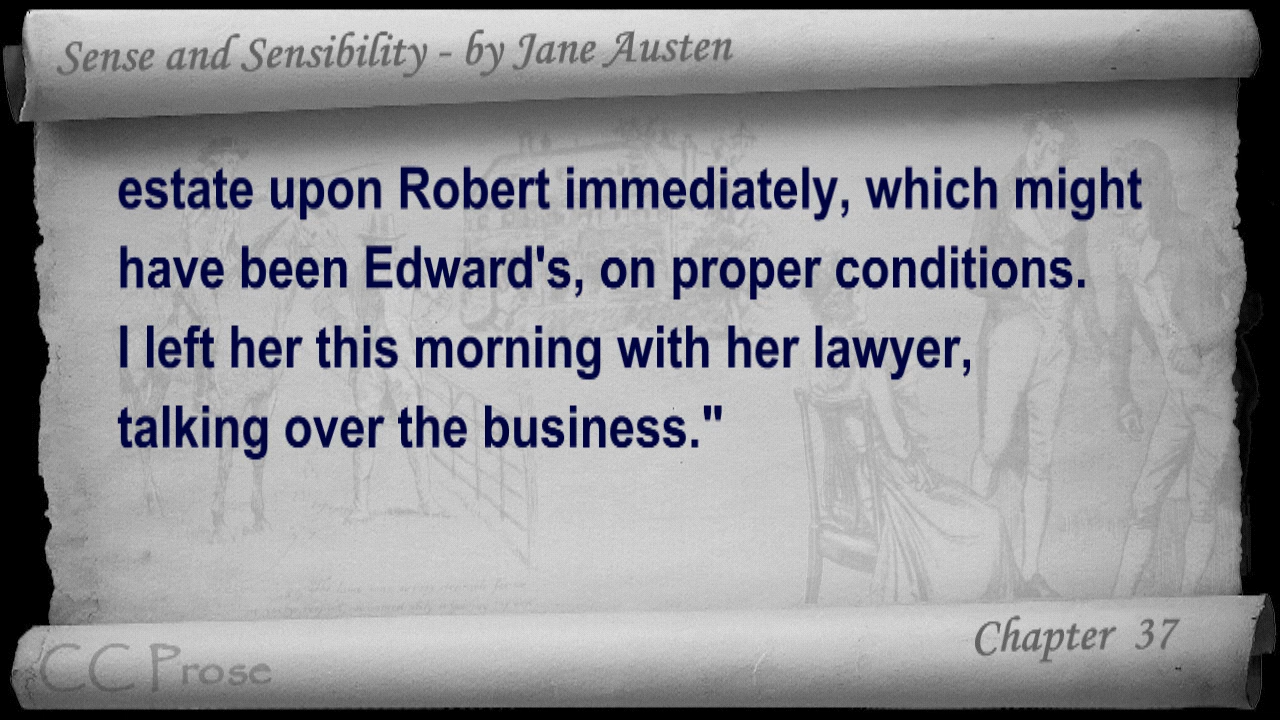 Sense and Sensibility - by Jane Austen
estate upon Robert immediately, which might
have been Edward's, on proper conditions.
I left her this morning with her lawyer,
talking over the business."
Chapter 37
CC Prose